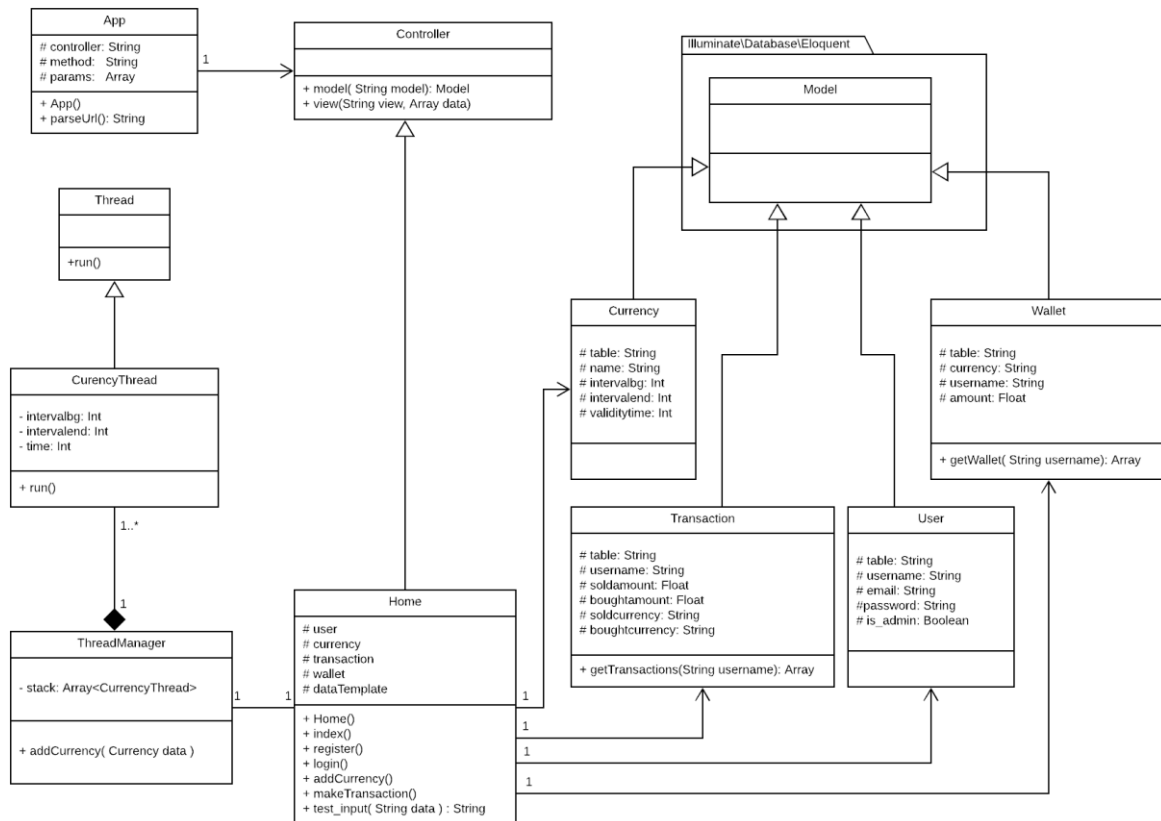 App
# controller: String
# method: String
# params: Array
+ App()
+ parseUrl(): String
1
Controller
+ model( String model): Model
+ view(String view, Array data)
Illuminate\Database\Eloquent
Model
Thread
+run()
CurencyThread
- intervalbg: Int
- intervalend: Int
- time: Int
+ run()
1..*
1
ThreadManager
- stack: Array<CurrencyThread>
+ addCurrency( Currency data )
1
1
Home
# user
# currency
# transaction
# wallet
# dataTemplate
+ Home()
+ index()
+ register()
+ login()
+ addCurrency()
+ makeTransaction()
+ test_input( String data ) : String
1
1
1
1
Currency
# table: String
# name: String
# intervalbg: Int
# intervalend: Int
# validitytime: Int
Wallet
# table: String
# currency: String
# username: String
# amount: Float
+ getWallet( String username): Array
Transaction
# table: String
# username: String
# soldamount: Float
# boughtamount: Float
# soldcurrency: String
# boughtcurrency: String
+ getTransactions(String username): Array
User
# table: String
# username: String
# email: String
#password: String
# is_admin: Boolean